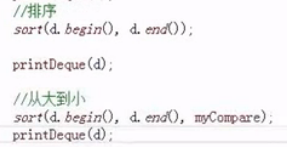 //排序
sort(d.begin(), d.end());
printDeque(d);
//从大到小
sort(d.begin(), d.end(), myCompare);
printDeque(d);